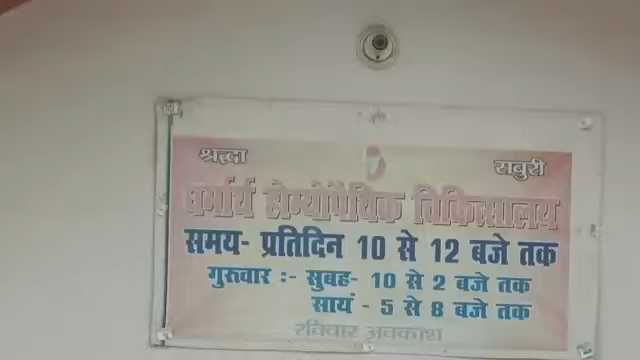 श्रद्धा सबुरी
धर्मार्थ होम्योपैथिक चिकित्सालय
समय- प्रतिदिन 10 से 12 बजे तक
गुरूवार :- सुबह- 10 से 2 बजे तक
सायं - 5 से 8 बजे तक
रविवार अवकाश